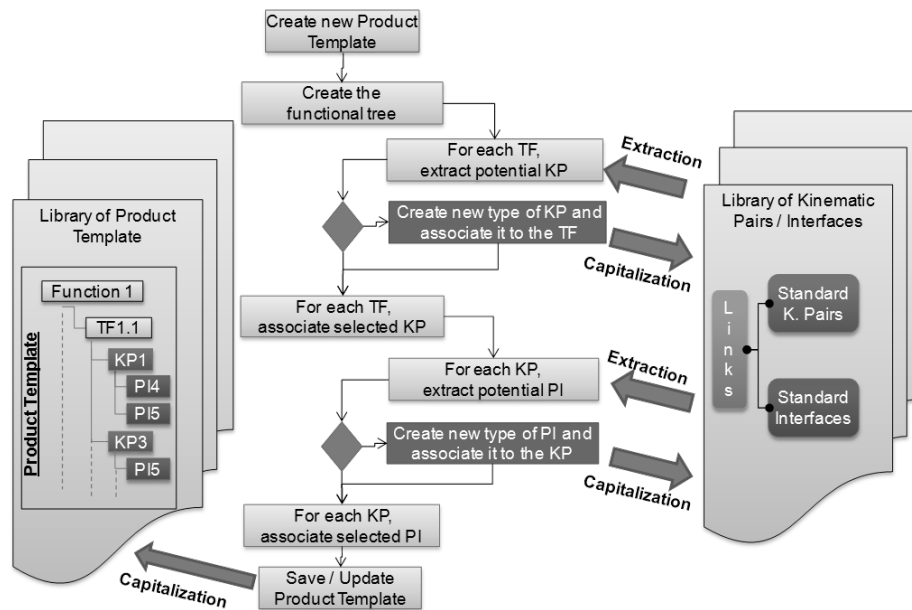 Create new Product
Template
Create the
functional tree
For each TF,
extract potential KP
Extraction
Create new type of KP and
associate it to the TF
Capitalization
For each TF,
associate selected KP
For each KP,
extract potential PI
Extraction
Create new type of PI and
associate it to the KP
Capitalization
For each KP,
associate selected PI
Save / Update
Product Template
Capitalization
Library of Product
Template
Product Template
Function 1
TF1.1
KP1
PI4
PI5
KP3
PI5
Library of Kinematic
Pairs / Interfaces
Links
Standard
K. Pairs
Standard
Interfaces